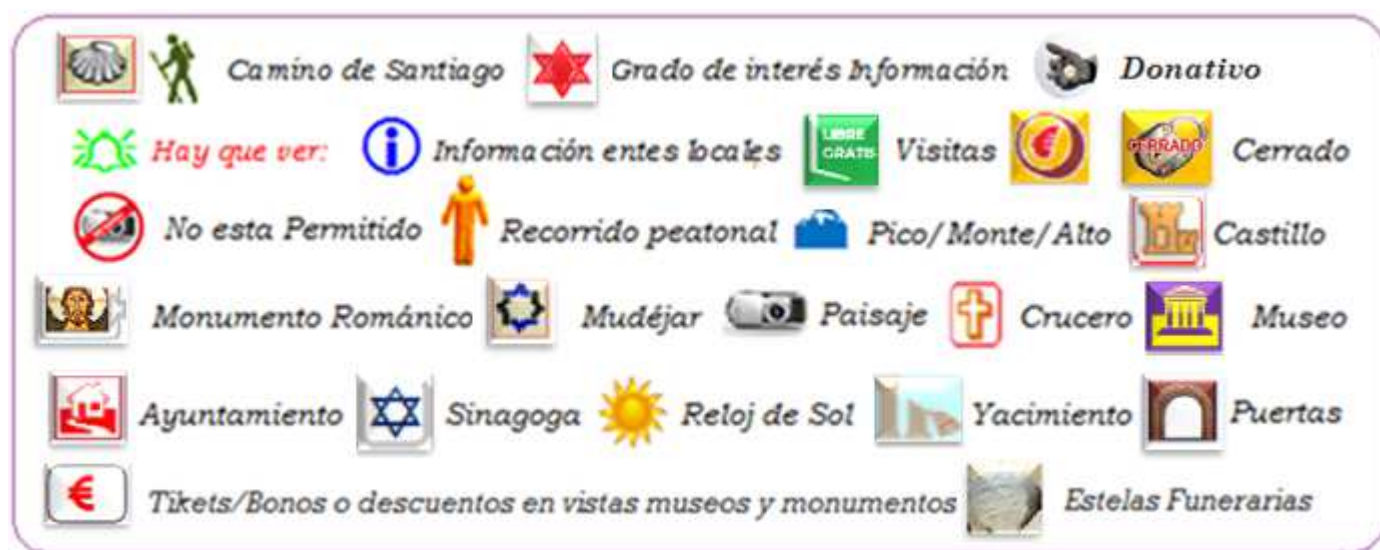 Camino de Santiago Grado de interés Información Donativo
Hay que ver: Información entes locales LIBRE GRATIS Visitas € CERRADO Cerrado
No esta Permitido Recorrido peatonal Pico/Monte/Alto Castillo
Monumento Románico Mudéjar Paisaje Crucero Museo
Ayuntamiento Sinagoga Reloj de Sol Yacimiento Puertas
€ Tikets/Bonos o descuentos en vistas museos y monumentos Estelas Funerarias